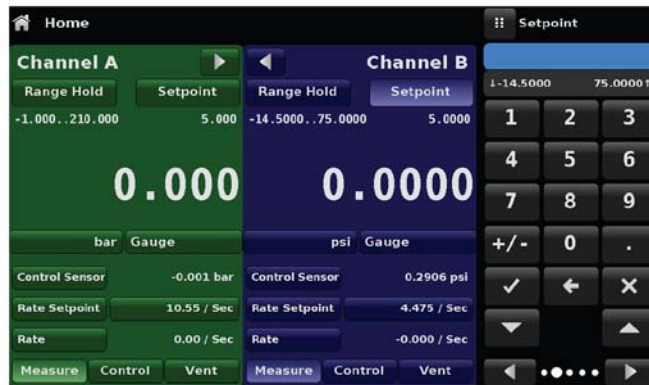 Home
Channel A
Range Hold Setpoint
-1.000..210.000 5.000
0.000
bar Gauge
Control Sensor -0.001 bar
Rate Setpoint 10.55 / Sec
Rate 0.00 / Sec
Measure Control Vent
Channel B
Range Hold Setpoint
-14.5000..75.0000 5.0000
0.0000
psi Gauge
Control Sensor 0.2906 psi
Rate Setpoint 4.475 / Sec
Rate -0.000 / Sec
Measure Control Vent
Setpoint
↓-14.5000 75.0000↑
1 2 3
4 5 6
7 8 9
+/- 0 .